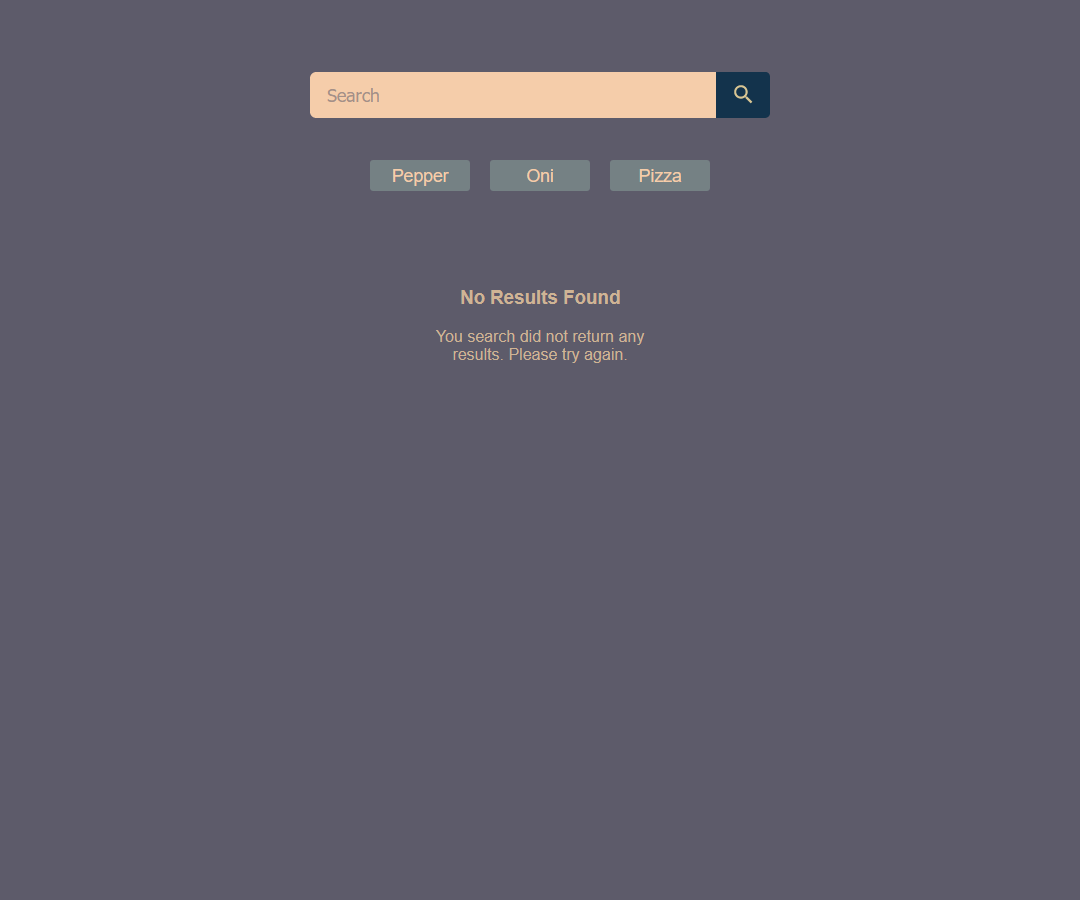 Search
Pepper
Oni
Pizza
No Results Found
You search did not return any
results. Please try again.